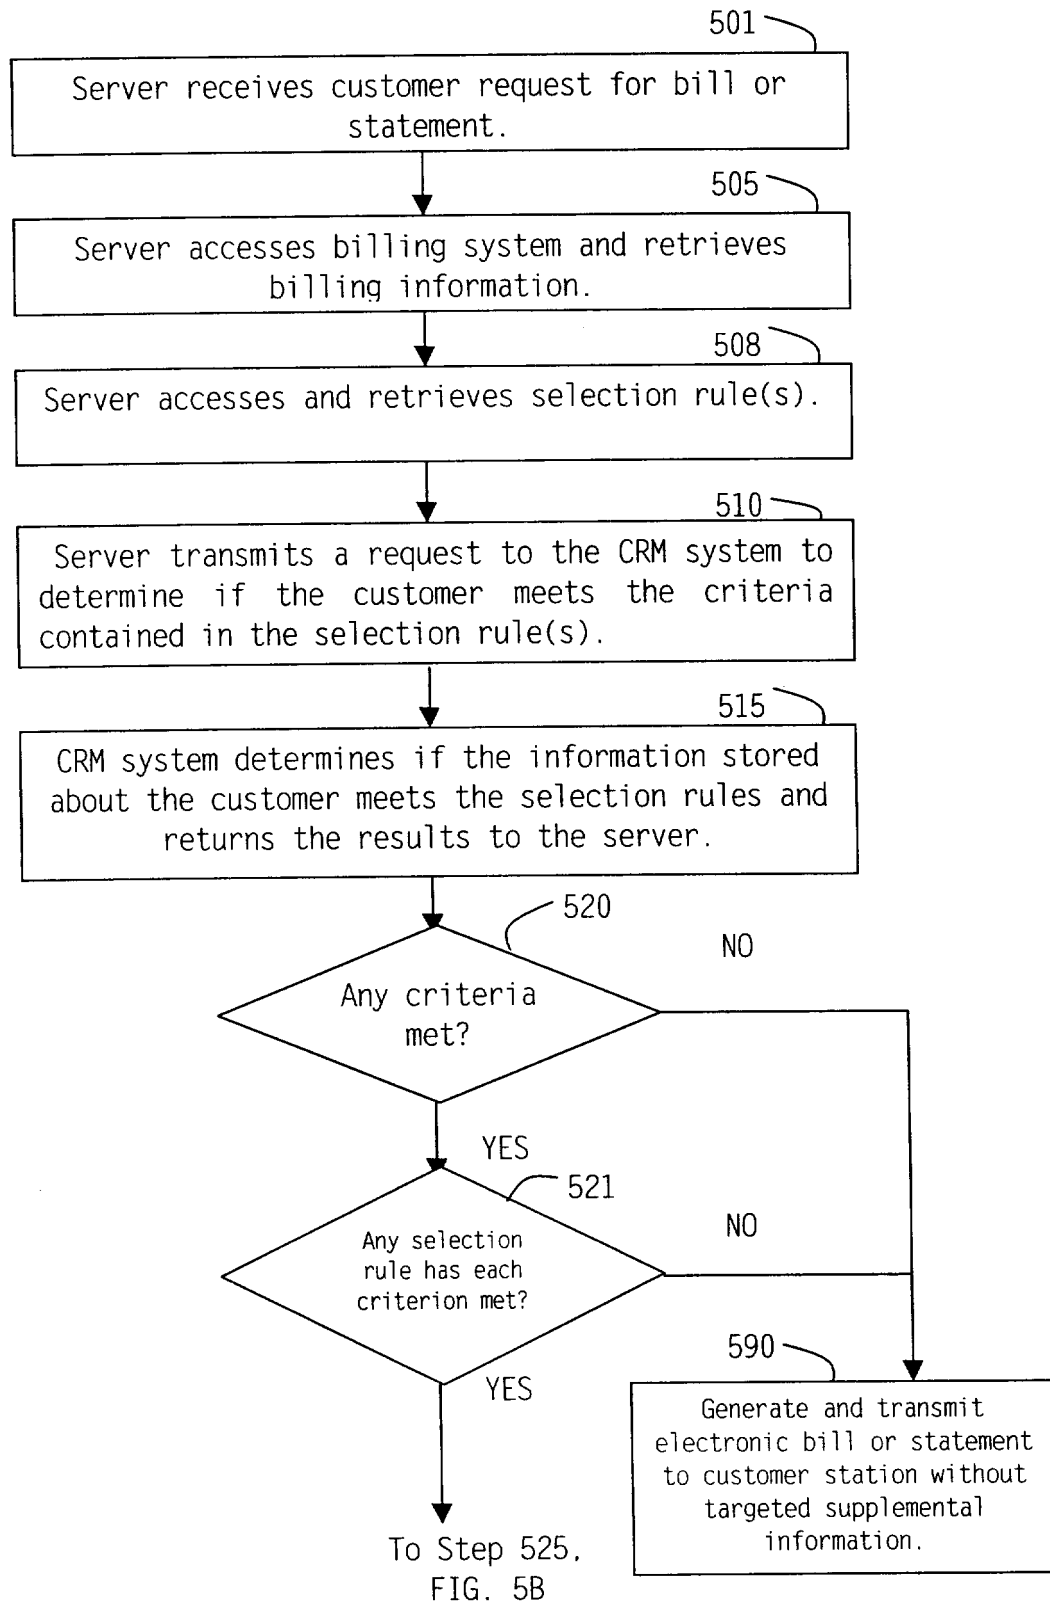 501
Server receives customer request for bill or
statement.
505
Server accesses billing system and retrieves
billing information.
508
Server accesses and retrieves selection rule(s).
510
Server transmits a request to the CRM system to
determine if the customer meets the criteria
contained in the selection rule(s).
515
CRM system determines if the information stored
about the customer meets the selection rules and
returns the results to the server.
520
NO
Any criteria
met?
YES
521
NO
Any selection
rule has each
criterion met?
590
YES
Generate and transmit
electronic bill or statement
to customer station without
targeted supplemental
information.
To Step 525,
FIG. 5B